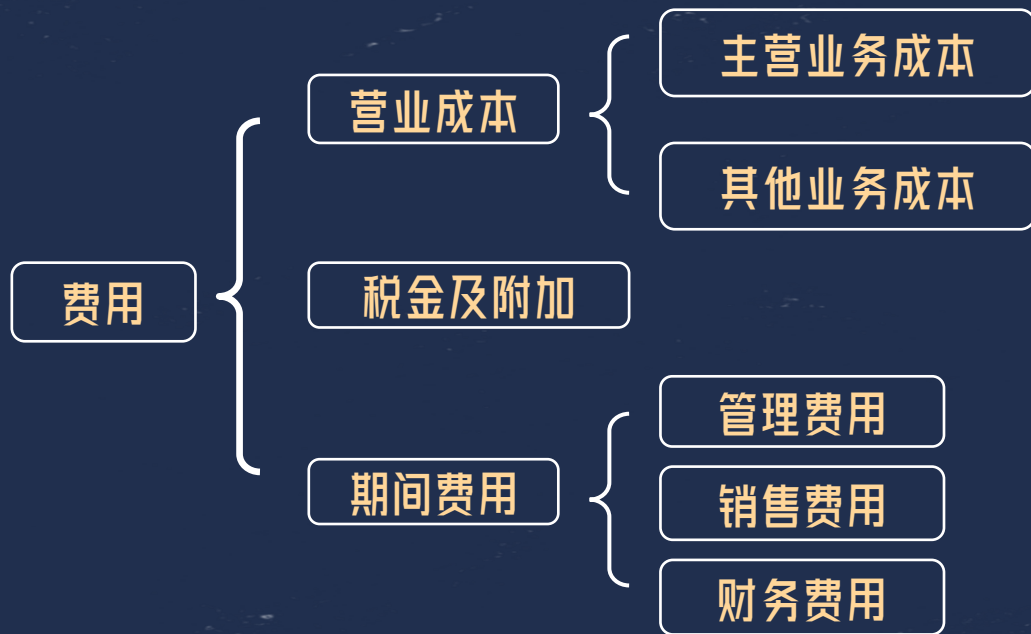 费用
营业成本
主营业务成本
其他业务成本
税金及附加
期间费用
管理费用
销售费用
财务费用